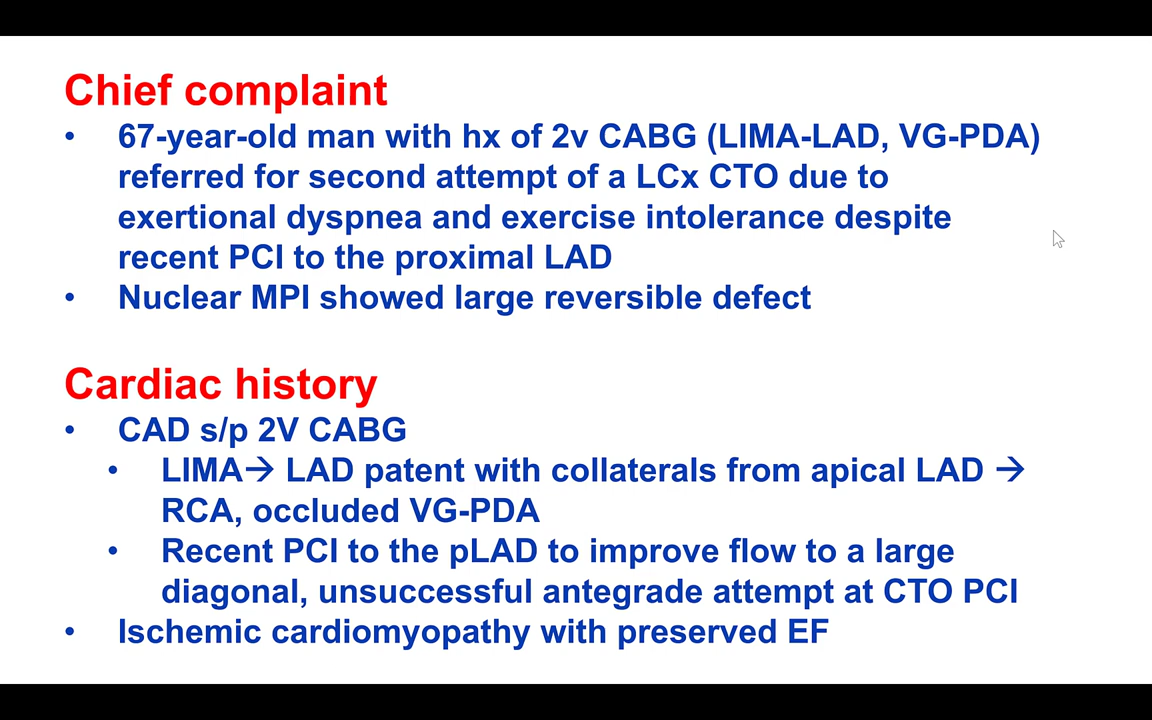 Chief complaint
• 67-year-old man with hx of 2v CABG (LIMA-LAD, VG-PDA)
referred for second attempt of a LCx CTO due to
exertional dyspnea and exercise intolerance despite
recent PCI to the proximal LAD
• Nuclear MPI showed large reversible defect
Cardiac history
• CAD s/p 2V CABG
• LIMA→ LAD patent with collaterals from apical LAD →
RCA, occluded VG-PDA
• Recent PCI to the pLAD to improve flow to a large
diagonal, unsuccessful antegrade attempt at CTO PCI
• Ischemic cardiomyopathy with preserved EF